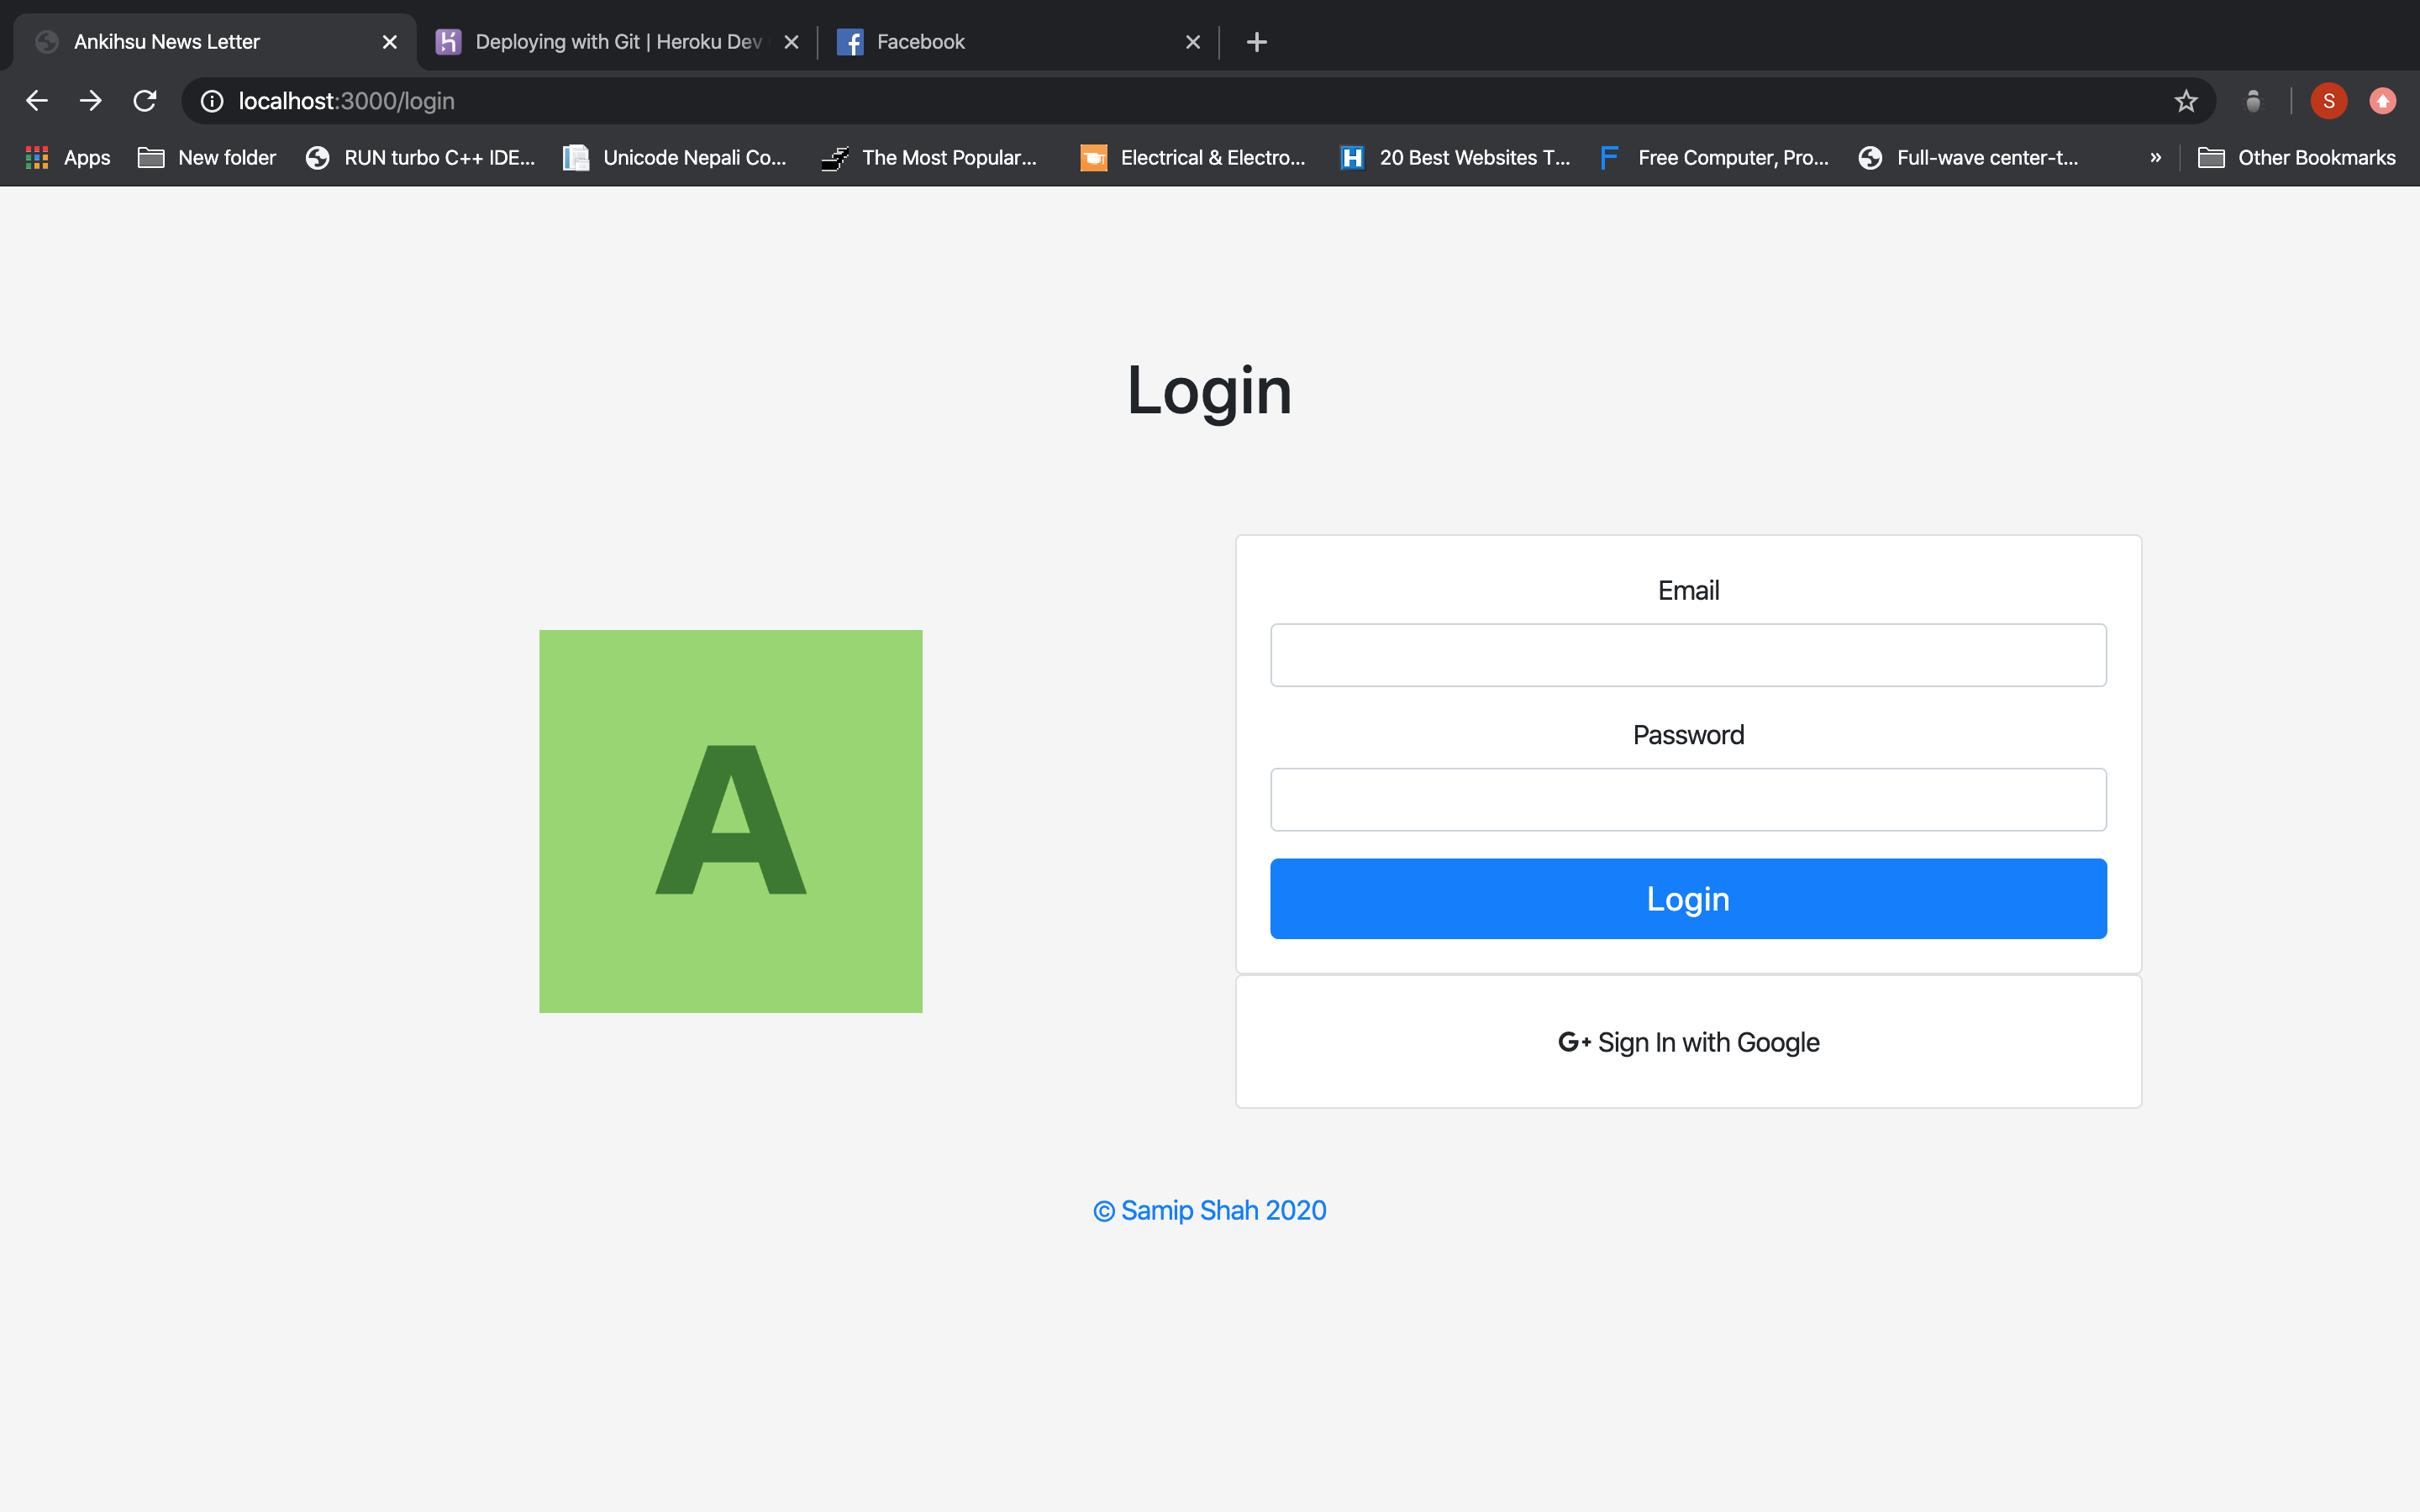 Ankihsu News Letter
Deploying with Git | Heroku Dev
Facebook
localhost:3000/login
S
Apps
New folder
RUN turbo C++ IDE...
Unicode Nepali Co...
The Most Popular...
Electrical & Electro...
H
20 Best Websites T...
F
Free Computer, Pro...
Full-wave center-t...
»
Other Bookmarks
Login
A
Email
Password
Login
G+ Sign In with Google
© Samip Shah 2020